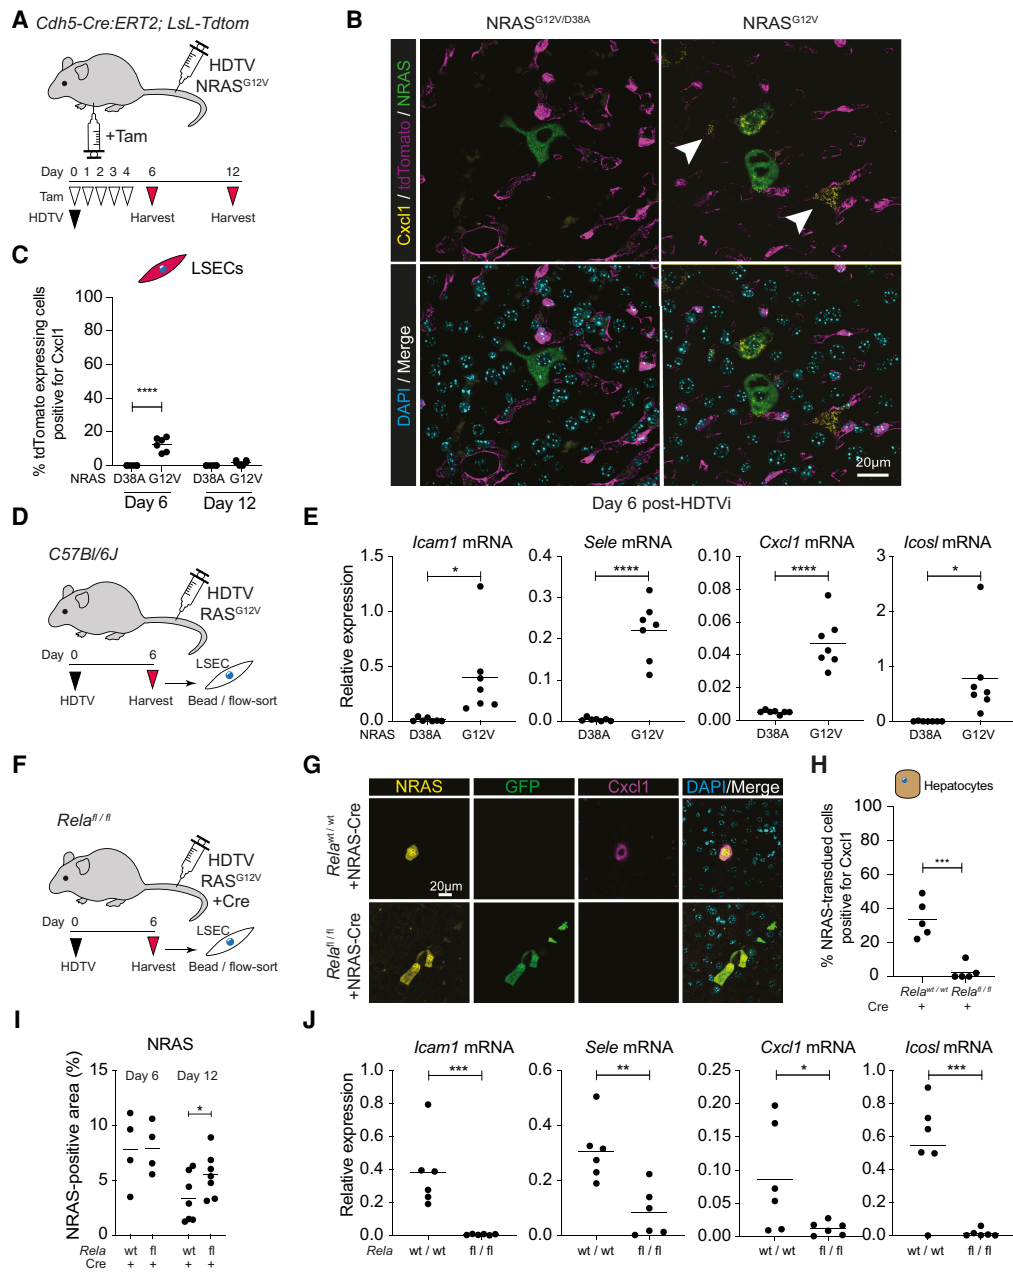 A
Cdh5-Cre:ERT2; LsL-Tdtom
HDTV
NRASG12V
+Tam
Day 0 1 2 3 4 6 12
Tam
HDTV
Harvest Harvest
B
NRASG12V/D38A NRASG12V
Cxcl1 / tdTomato / NRAS
DAPI / Merge
20µm
Day 6 post-HDTVi
C
LSECs
% tdTomato expressing cells
positive for Cxcl1
100
80
60
40
20
0
****
NRAS D38A G12V D38A G12V
Day 6 Day 12
D
C57Bl/6J
HDTV
RASG12V
Day 0 6
LSEC
HDTV Harvest Bead / flow-sort
E
Relative expression
Icam1 mRNA
1.5
1.0
0.5
0.0
*
NRAS D38A G12V
Sele mRNA
0.4
0.3
0.2
0.1
0.0
****
D38A G12V
Cxcl1 mRNA
0.10
0.08
0.06
0.04
0.02
0.00
****
D38A G12V
Icosl mRNA
3
2
1
0
*
D38A G12V
F
Relafl / fl
HDTV
RASG12V
+Cre
Day 0 6
LSEC
HDTV Harvest Bead / flow-sort
G
NRAS GFP Cxcl1 DAPI/Merge
Relawt / wt
+NRAS-Cre
20µm
Relafl / fl
+NRAS-Cre
H
Hepatocytes
% NRAS-transdued cells
positive for Cxcl1
100
80
60
40
20
0
***
Relawt / wt Relafl / fl
Cre + +
I
NRAS
NRAS-positive area (%)
15
10
5
0
Day 6 Day 12
*
Rela wt fl wt fl
Cre + + + +
J
Relative expression
Icam1 mRNA
1.0
0.8
0.6
0.4
0.2
0.0
***
Rela wt / wt fl / fl
Sele mRNA
0.6
0.4
0.2
0.0
**
wt / wt fl / fl
Cxcl1 mRNA
0.25
0.20
0.15
0.10
0.05
0.00
*
wt / wt fl / fl
Icosl mRNA
1.0
0.8
0.6
0.4
0.2
0.0
***
wt / wt fl / fl